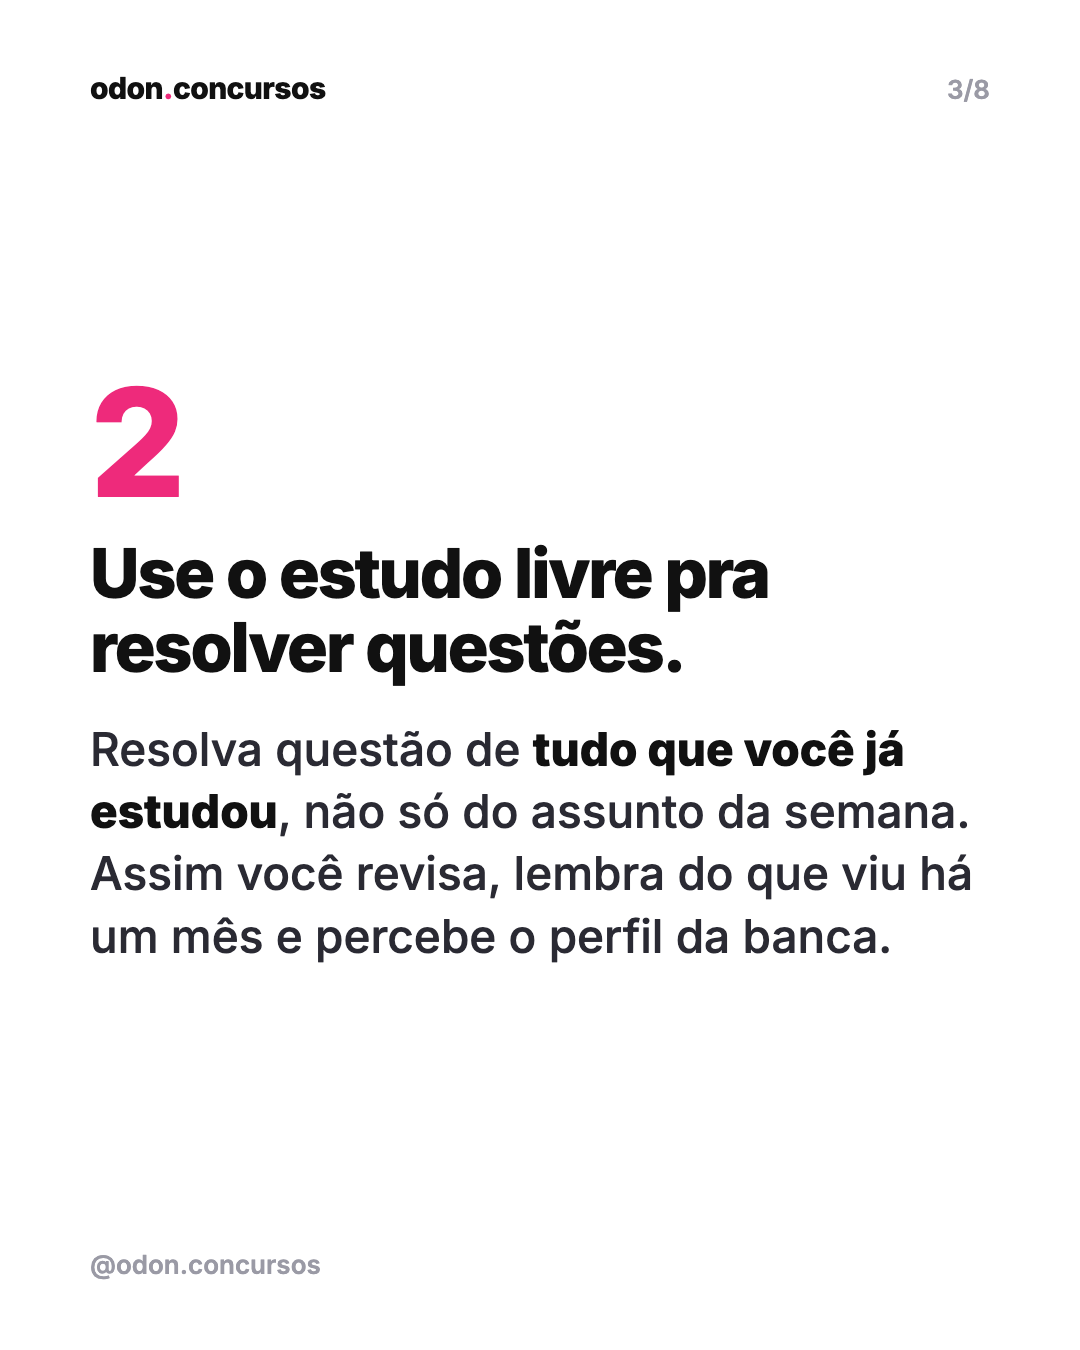 odon.concursos
3/8
2
Use o estudo livre pra
resolver questões.
Resolva questão de tudo que você já
estudou, não só do assunto da semana.
Assim você revisa, lembra do que viu há
um mês e percebe o perfil da banca.
@odon.concursos